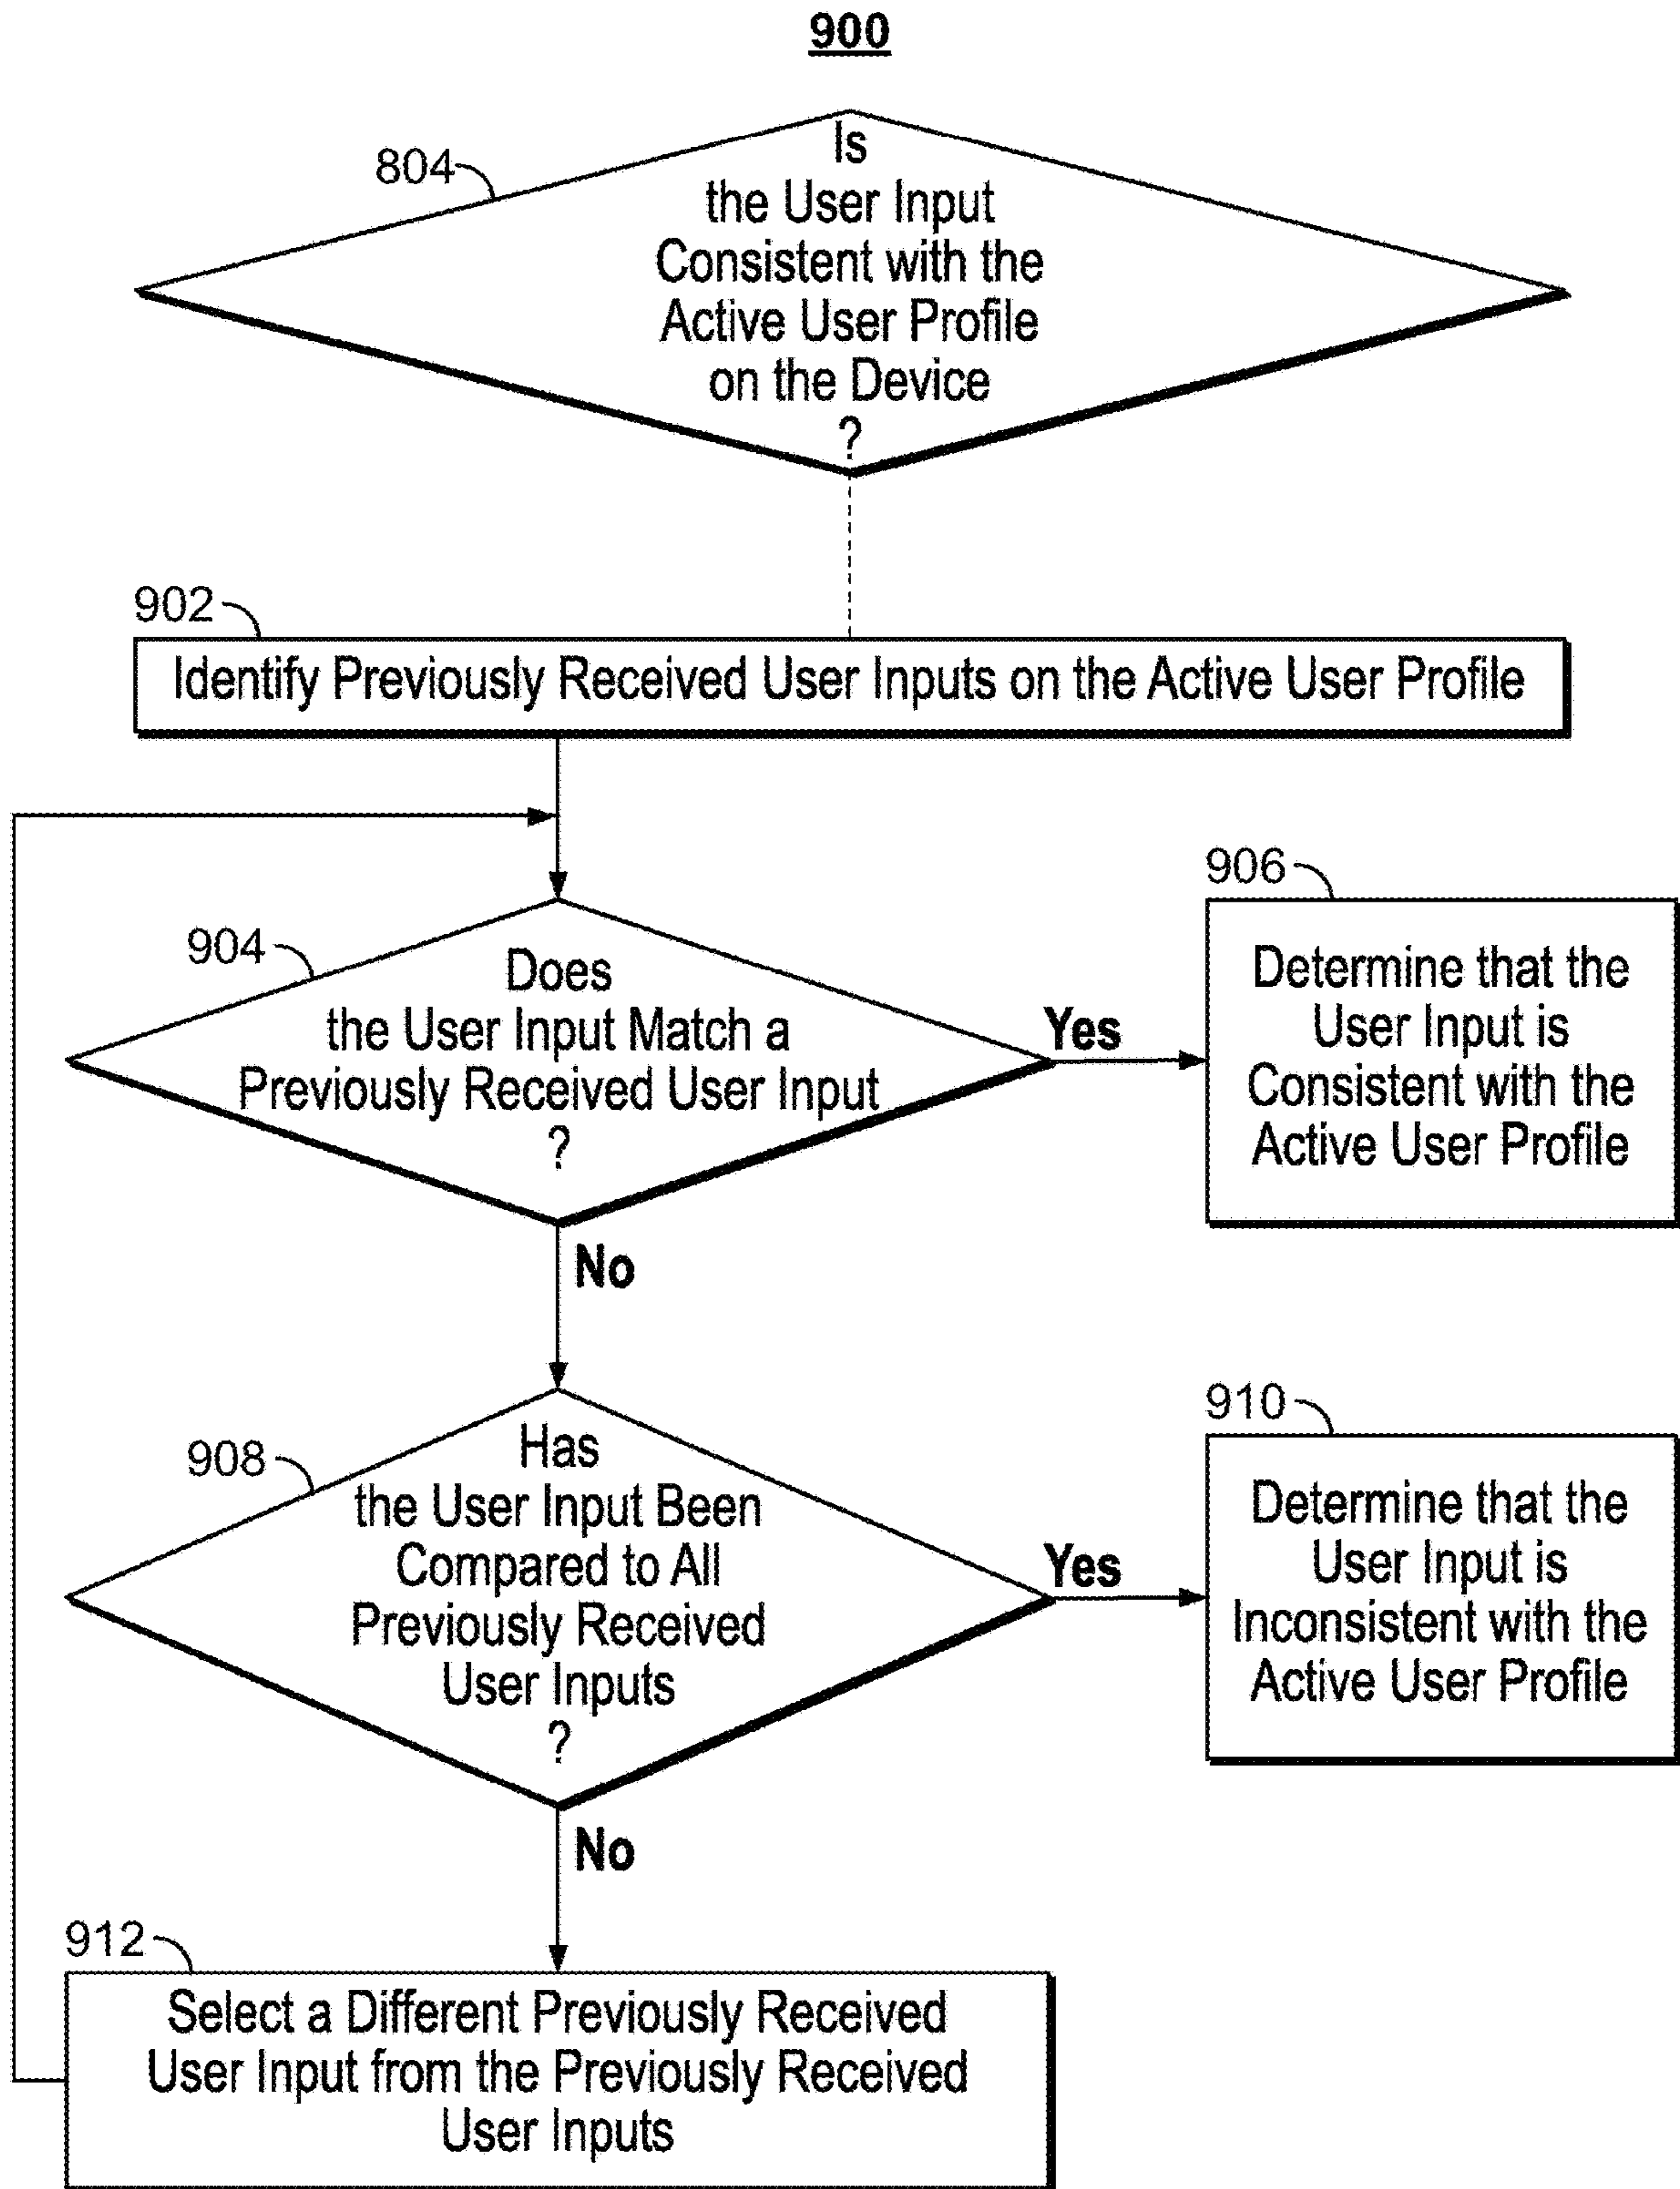 900
804
Is
the User Input
Consistent with the
Active User Profile
on the Device
?
902
Identify Previously Received User Inputs on the Active User Profile
904
Does
the User Input Match a
Previously Received User Input
?
Yes
906
Determine that the
User Input is
Consistent with the
Active User Profile
No
908
Has
the User Input Been
Compared to All
Previously Received
User Inputs
?
Yes
910
Determine that the
User Input is
Inconsistent with the
Active User Profile
No
912
Select a Different Previously Received
User Input from the Previously Received
User Inputs